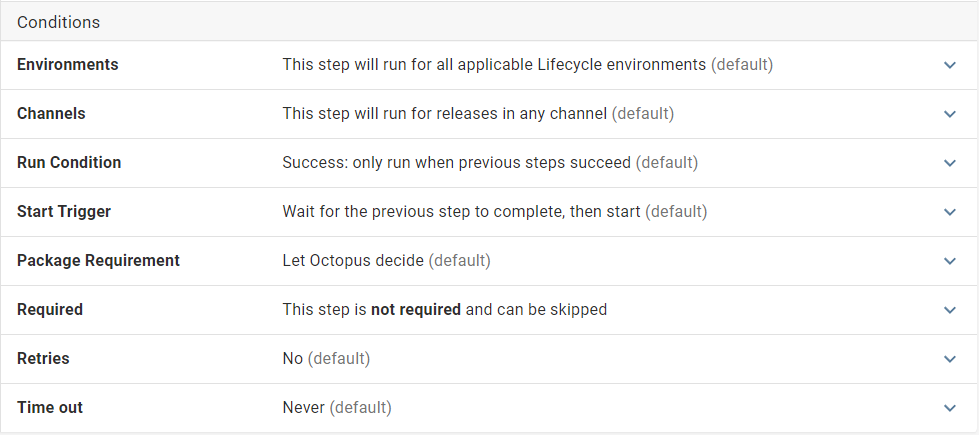 Conditions
Environments This step will run for all applicable Lifecycle environments (default)
Channels This step will run for releases in any channel (default)
Run Condition Success: only run when previous steps succeed (default)
Start Trigger Wait for the previous step to complete, then start (default)
Package Requirement Let Octopus decide (default)
Required This step is not required and can be skipped
Retries No (default)
Time out Never (default)